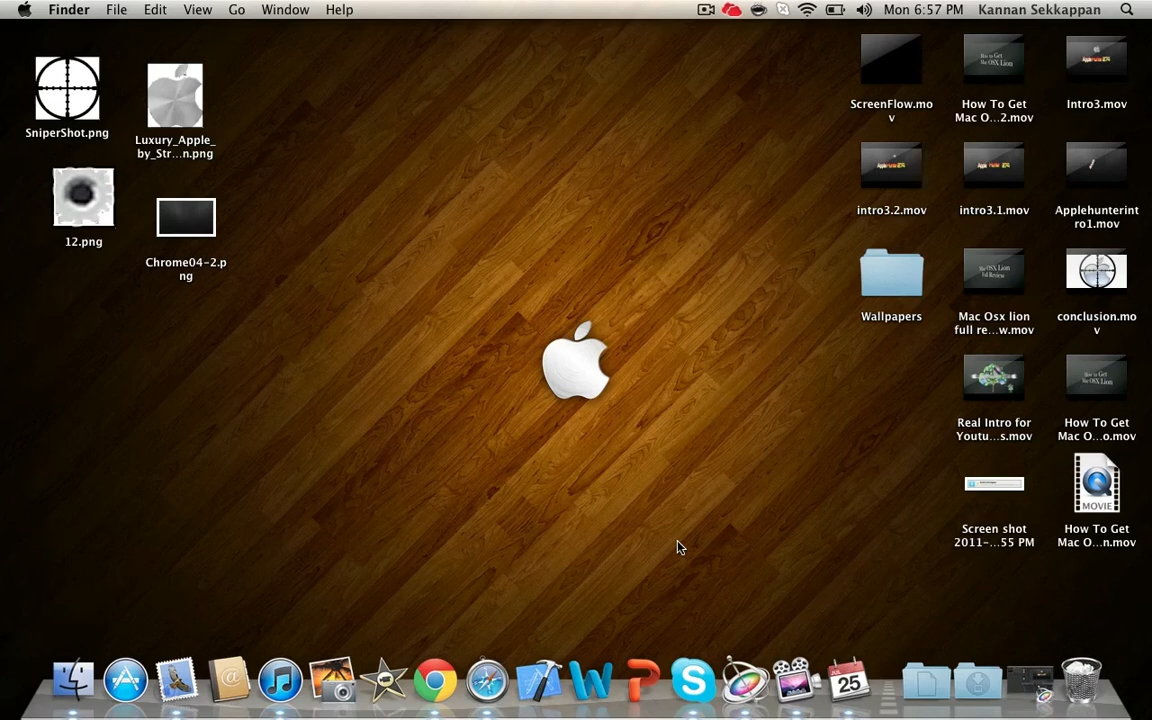 Finder File Edit View Go Window Help Mon 6:57 PM Kannan Sekkappan
SniperShot.png
Luxury_Apple_
by_Str...n.png
12.png
Chrome04-2.p
ng
ScreenFlow.mo
v
How To Get
Mac O...2.mov
Intro3.mov
intro3.2.mov
intro3.1.mov
Applehunterint
ro1.mov
Wallpapers
Mac Osx lion
full re...w.mov
conclusion.mo
v
Real Intro for
Youtu...s.mov
How To Get
Mac O...o.mov
Screen shot
2011-...55 PM
MOVIE
How To Get
Mac O...n.mov
JUL
25